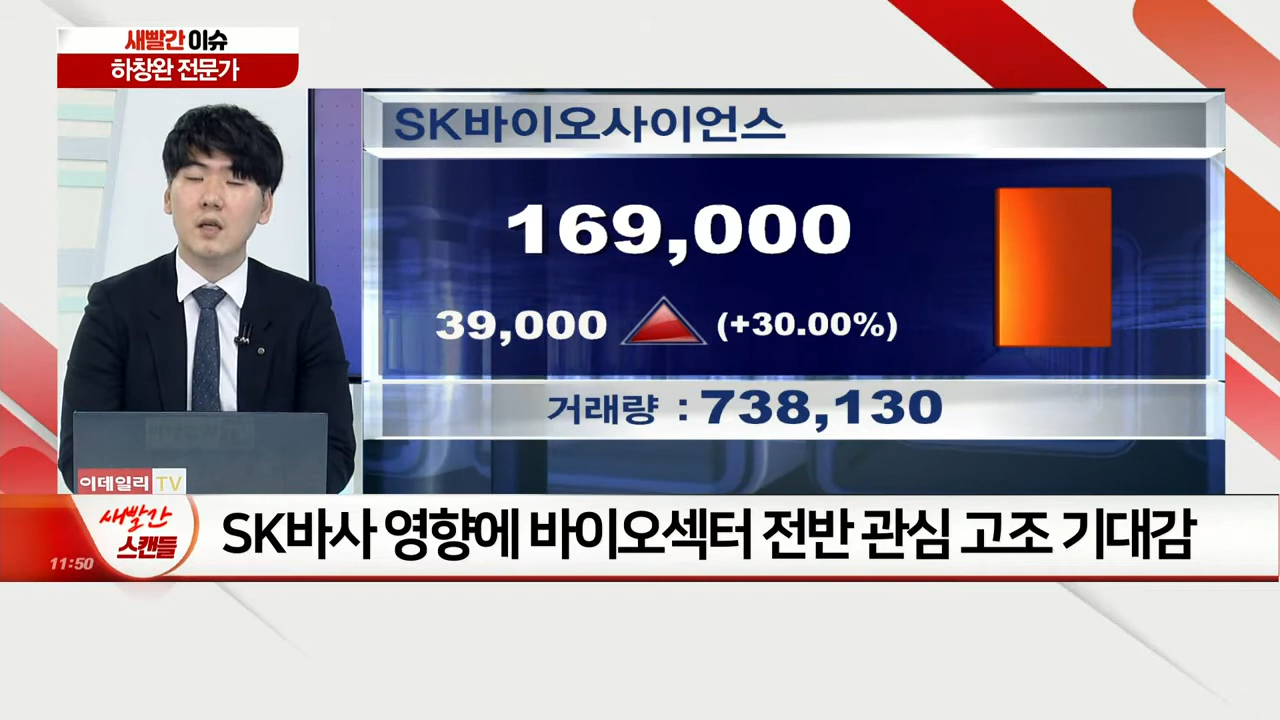 새빨간 이슈
하창완 전문가
SK바이오사이언스
169,000
39,000 (+30.00%)
거래량 : 738,130
이데일리 TV
새빨간
스캔들
11:50
SK바사 영향에 바이오섹터 전반 관심 고조 기대감